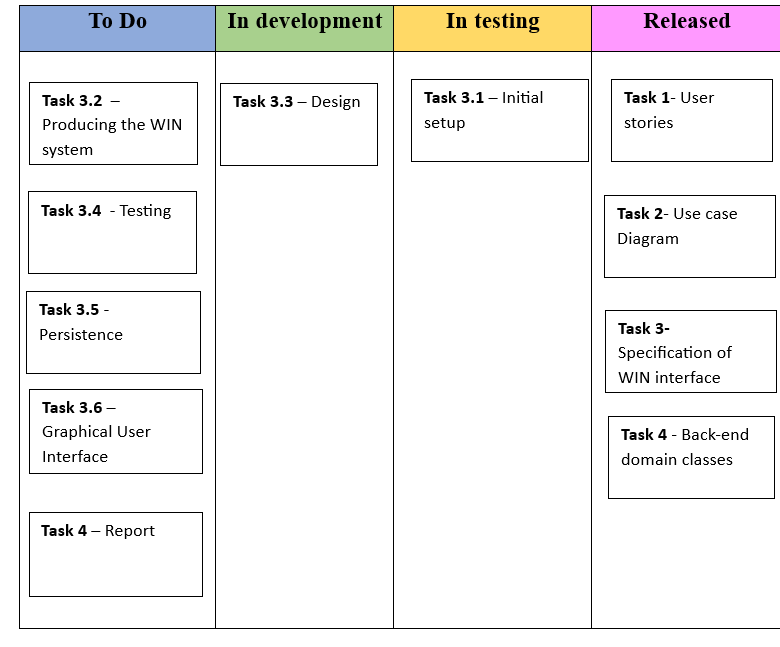 To Do
In development
In testing
Released
Task 3.2 –
Producing the WIN
system
Task 3.4 - Testing
Task 3.5 -
Persistence
Task 3.6 –
Graphical User
Interface
Task 4 – Report
Task 3.3 – Design
Task 3.1 – Initial
setup
Task 1- User
stories
Task 2- Use case
Diagram
Task 3-
Specification of
WIN interface
Task 4 - Back-end
domain classes